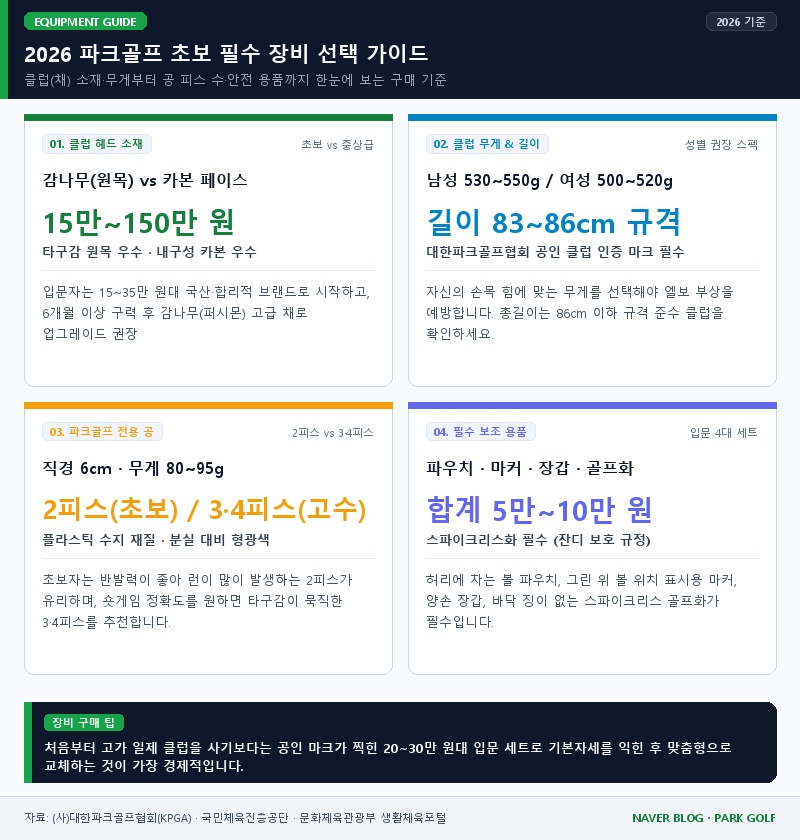 EQUIPMENT GUIDE
2026 기준
2026 파크골프 초보 필수 장비 선택 가이드
클럽(채) 소재·무게부터 공 피스 수·안전 용품까지 한눈에 보는 구매 기준
01. 클럽 헤드 소재
초보 vs 중상급
감나무(원목) vs 카본 페이스
15만~150만 원
타구감 원목 우수 · 내구성 카본 우수
입문자는 15~35만 원대 국산·합리적 브랜드로 시작하고,
6개월 이상 구력 후 감나무(퍼시몬) 고급 채로
업그레이드 권장
02. 클럽 무게 & 길이
성별 권장 스펙
남성 530~550g / 여성 500~520g
길이 83~86cm 규격
대한파크골프협회 공인 클럽 인증 마크 필수
자신의 손목 힘에 맞는 무게를 선택해야 엘보 부상을
예방합니다. 총길이는 86cm 이하 규격 준수 클럽을
확인하세요.
03. 파크골프 전용 공
2피스 vs 3·4피스
직경 6cm · 무게 80~95g
2피스(초보) / 3·4피스(고수)
플라스틱 수지 재질 · 분실 대비 형광색
초보자는 반발력이 좋아 런이 많이 발생하는 2피스가
유리하며, 숏게임 정확도를 원하면 타구감이 묵직한
3·4피스를 추천합니다.
04. 필수 보조 용품
입문 4대 세트
파우치 · 마커 · 장갑 · 골프화
합계 5만~10만 원
스파이크리스화 필수 (잔디 보호 규정)
허리에 차는 볼 파우치, 그린 위 볼 위치 표시용 마커,
양손 장갑, 바닥 징이 없는 스파이크리스 골프화가
필수입니다.
장비 구매 팁
처음부터 고가 일제 클럽을 사기보다는 공인 마크가 찍힌 20~30만 원대 입문 세트로 기본자세를 익힌 후 맞춤형으로
교체하는 것이 가장 경제적입니다.
자료: (사)대한파크골프협회(KPGA) · 국민체육진흥공단 · 문화체육관광부 생활체육포털
NAVER BLOG · PARK GOLF